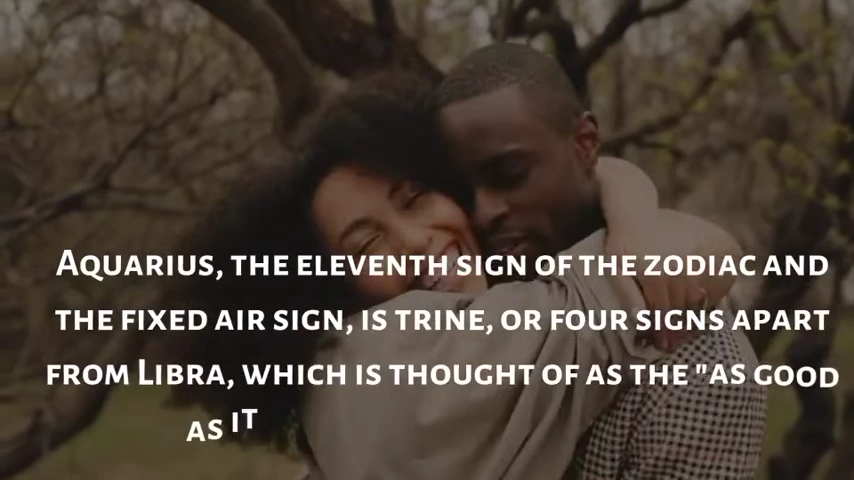 Aquarius, the eleventh sign of the zodiac and
the fixed air sign, is trine, or four signs apart
from Libra, which is thought of as the "as good
as it